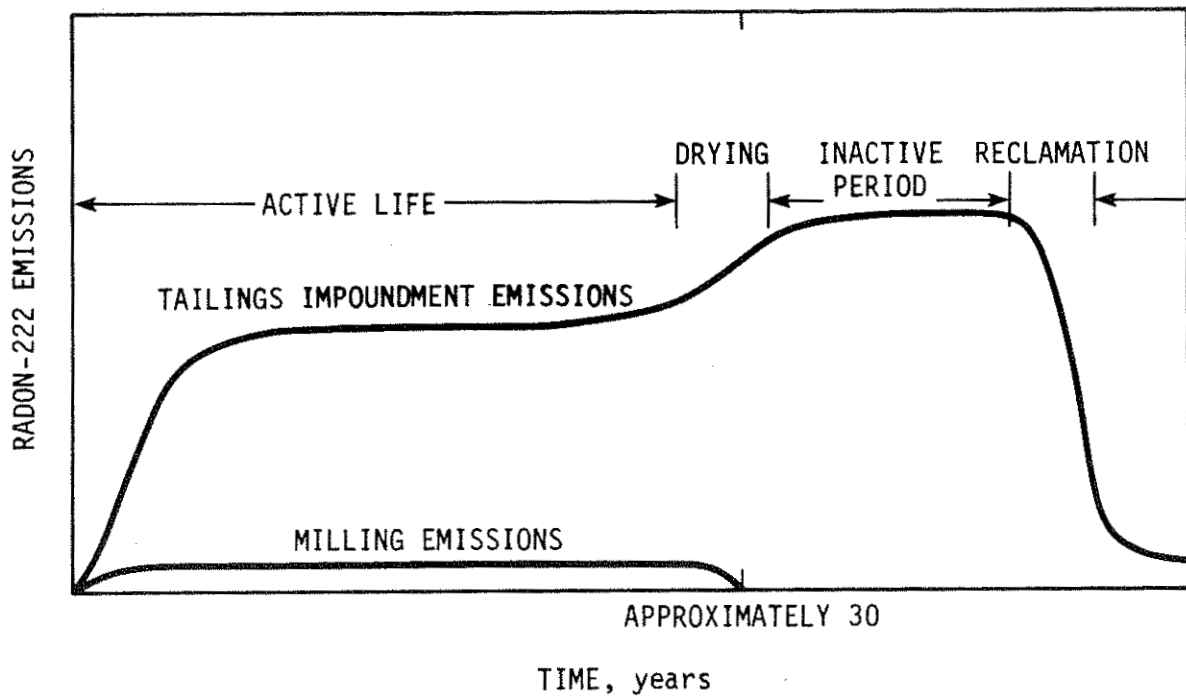 RADON-222 EMISSIONS
DRYING
INACTIVE
PERIOD
RECLAMATION
ACTIVE LIFE
TAILINGS IMPOUNDMENT EMISSIONS
MILLING EMISSIONS
APPROXIMATELY 30
TIME, years